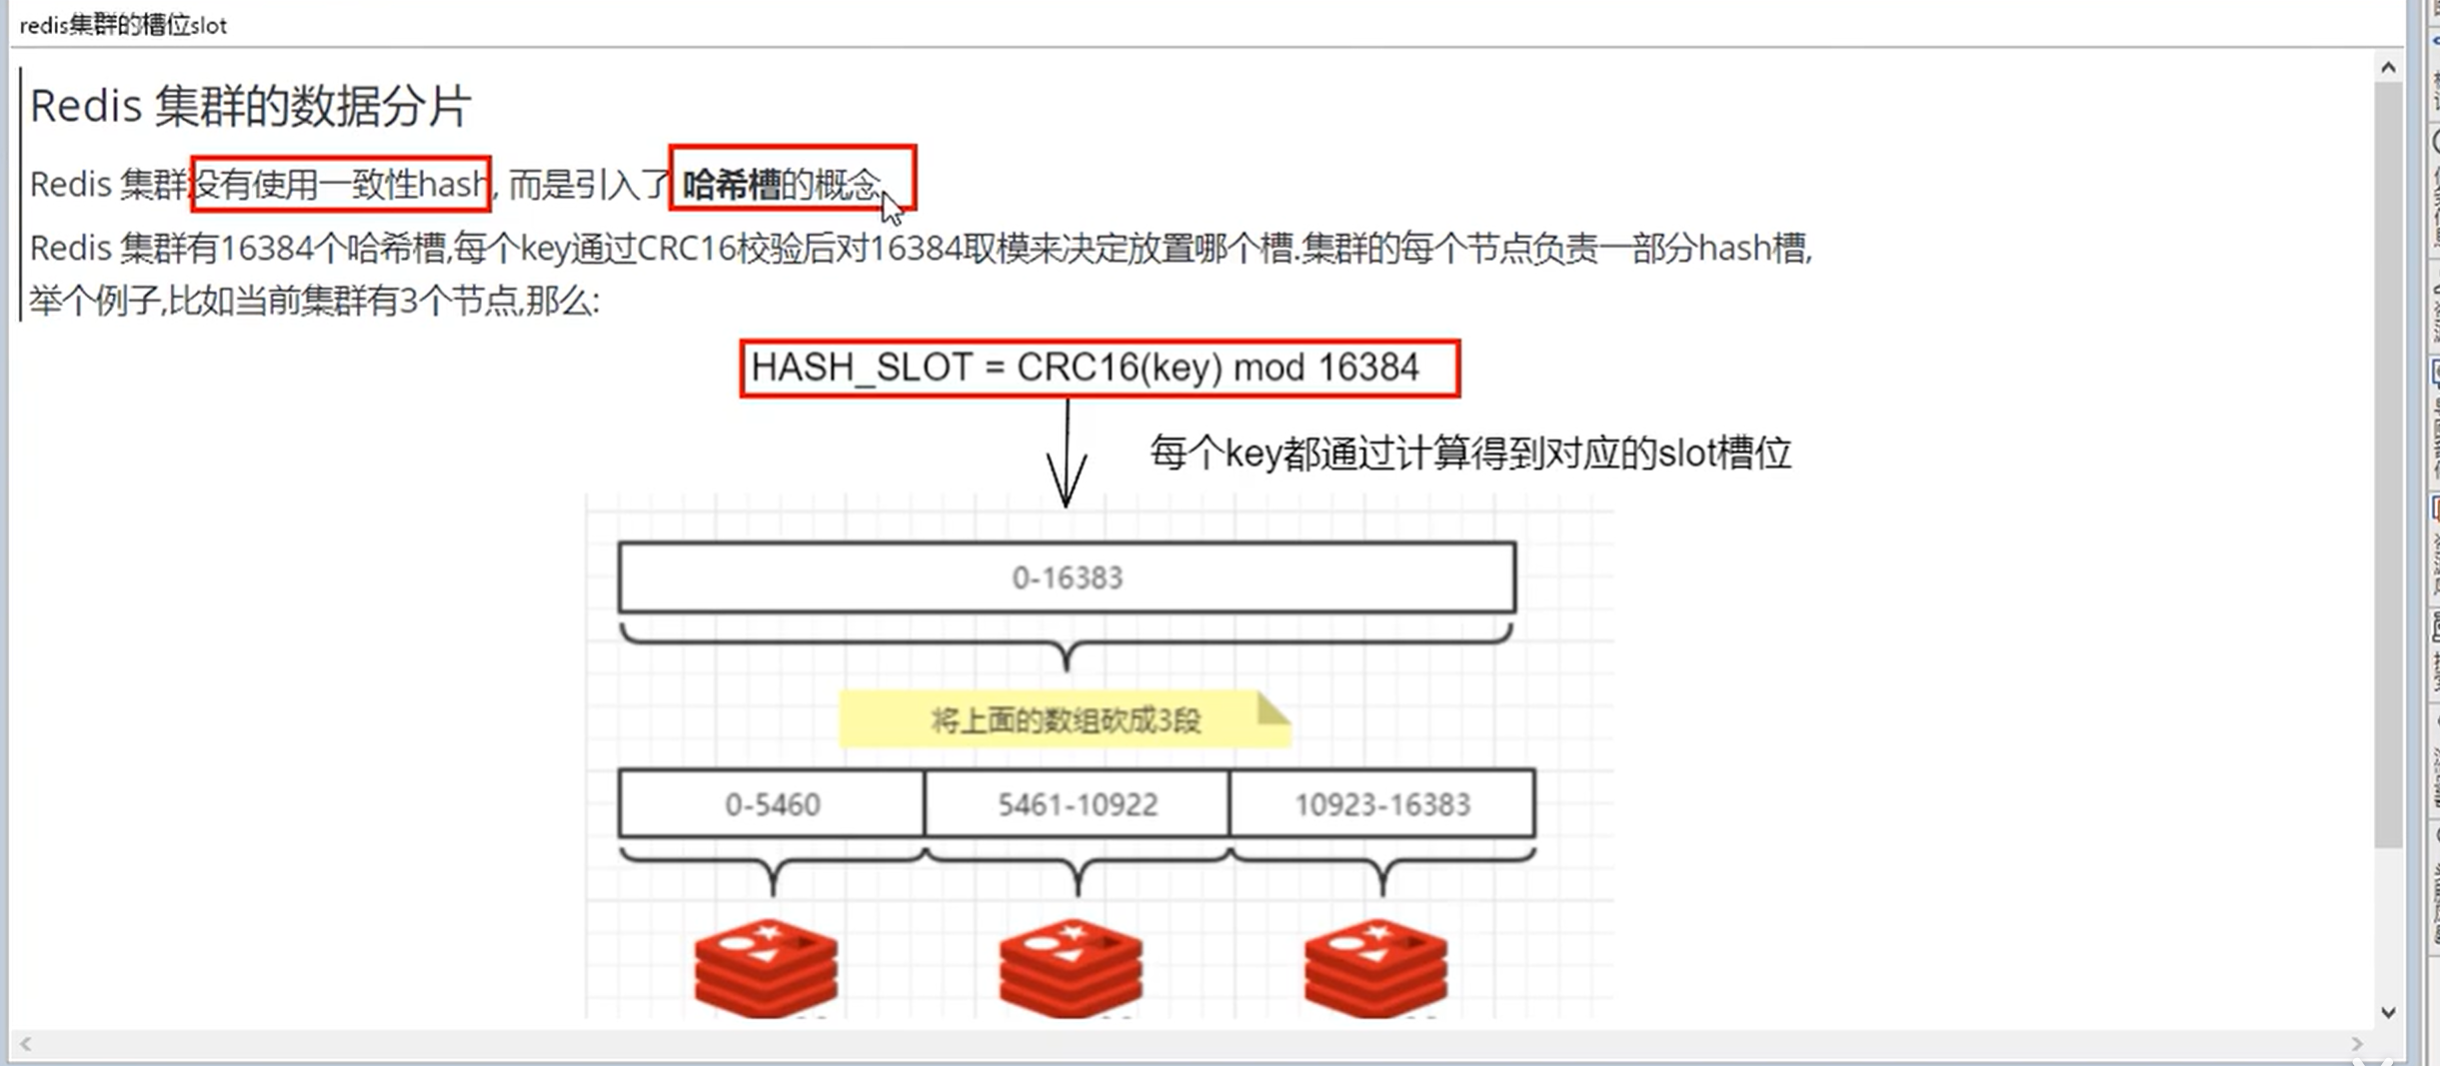 redis集群的槽位slot
Redis 集群的数据分片
Redis 集群没有使用一致性hash, 而是引入了 哈希槽的概念
Redis 集群有16384个哈希槽,每个key通过CRC16校验后对16384取模来决定放置哪个槽.集群的每个节点负责一部分hash槽,
举个例子,比如当前集群有3个节点,那么:
HASH_SLOT = CRC16(key) mod 16384
每个key都通过计算得到对应的slot槽位
0-16383
将上面的数组砍成3段
0-5460 5461-10922 10923-16383